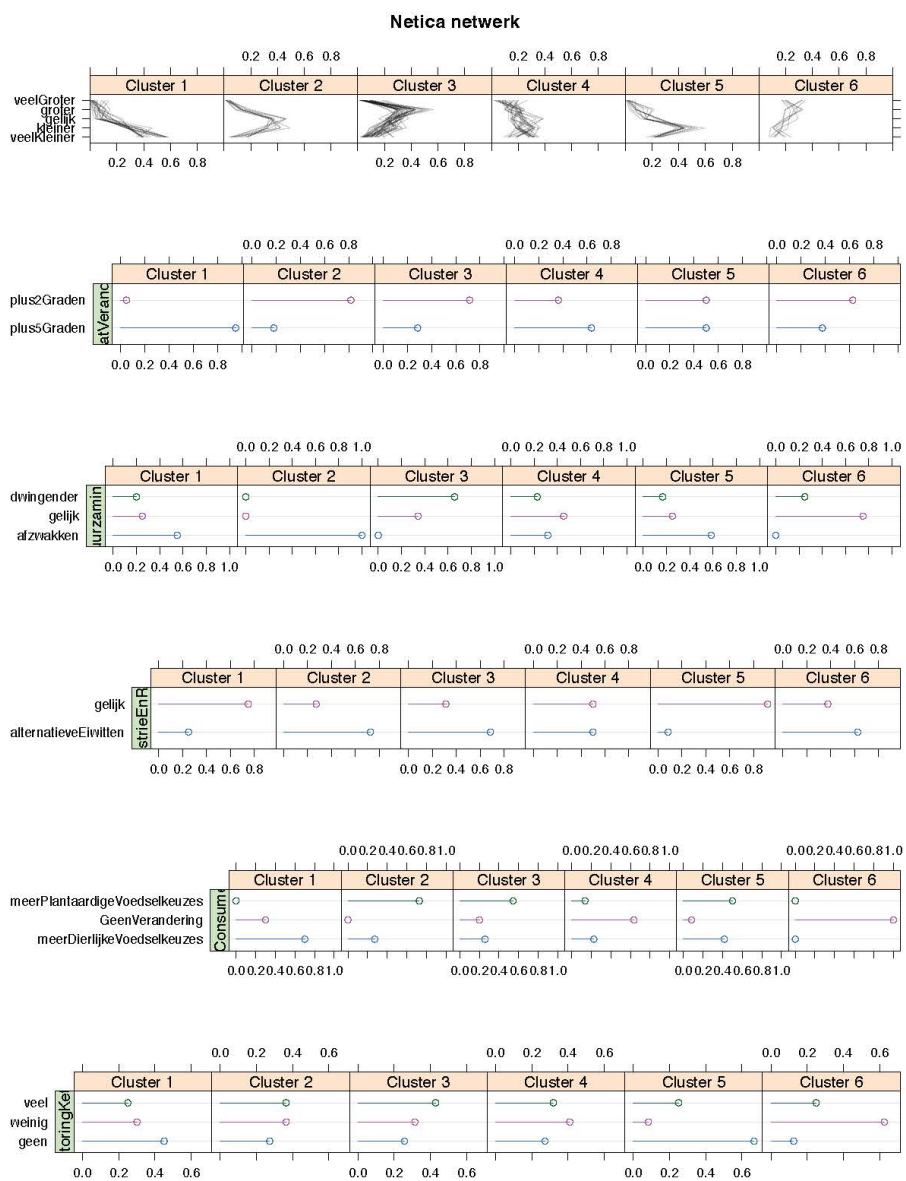 Netica netwerk
0.2 0.4 0.6 0.8 0.2 0.4 0.6 0.8 0.2 0.4 0.6 0.8
Cluster 1 Cluster 2 Cluster 3 Cluster 4 Cluster 5 Cluster 6
veelGroter
groter
gelijk
kleiner
veelKleiner
0.2 0.4 0.6 0.8 0.2 0.4 0.6 0.8 0.2 0.4 0.6 0.8
0.0 0.2 0.4 0.6 0.8 0.0 0.2 0.4 0.6 0.8 0.0 0.2 0.4 0.6 0.8
Cluster 1 Cluster 2 Cluster 3 Cluster 4 Cluster 5 Cluster 6
atVeranc
plus2Graden
plus5Graden
0.0 0.2 0.4 0.6 0.8 0.0 0.2 0.4 0.6 0.8 0.0 0.2 0.4 0.6 0.8
0.0 0.2 0.4 0.6 0.8 1.0 0.0 0.2 0.4 0.6 0.8 1.0 0.0 0.2 0.4 0.6 0.8 1.0
Cluster 1 Cluster 2 Cluster 3 Cluster 4 Cluster 5 Cluster 6
uurzamin
dwingender
gelijk
afzwakken
0.0 0.2 0.4 0.6 0.8 1.0 0.0 0.2 0.4 0.6 0.8 1.0 0.0 0.2 0.4 0.6 0.8 1.0
0.0 0.2 0.4 0.6 0.8 0.0 0.2 0.4 0.6 0.8 0.0 0.2 0.4 0.6 0.8
Cluster 1 Cluster 2 Cluster 3 Cluster 4 Cluster 5 Cluster 6
strieEnR
gelijk
alternatieveEiwitten
0.0 0.2 0.4 0.6 0.8 0.0 0.2 0.4 0.6 0.8 0.0 0.2 0.4 0.6 0.8
0.00.20.40.60.81.0 0.00.20.40.60.81.0 0.00.20.40.60.81.0
Cluster 1 Cluster 2 Cluster 3 Cluster 4 Cluster 5 Cluster 6
Consume
meerPlantaardigeVoedselkeuzes
GeenVerandering
meerDierlijkeVoedselkeuzes
0.00.20.40.60.81.0 0.00.20.40.60.81.0 0.00.20.40.60.81.0
0.0 0.2 0.4 0.6 0.0 0.2 0.4 0.6 0.0 0.2 0.4 0.6
Cluster 1 Cluster 2 Cluster 3 Cluster 4 Cluster 5 Cluster 6
toringKe
veel
weinig
geen
0.0 0.2 0.4 0.6 0.0 0.2 0.4 0.6 0.0 0.2 0.4 0.6